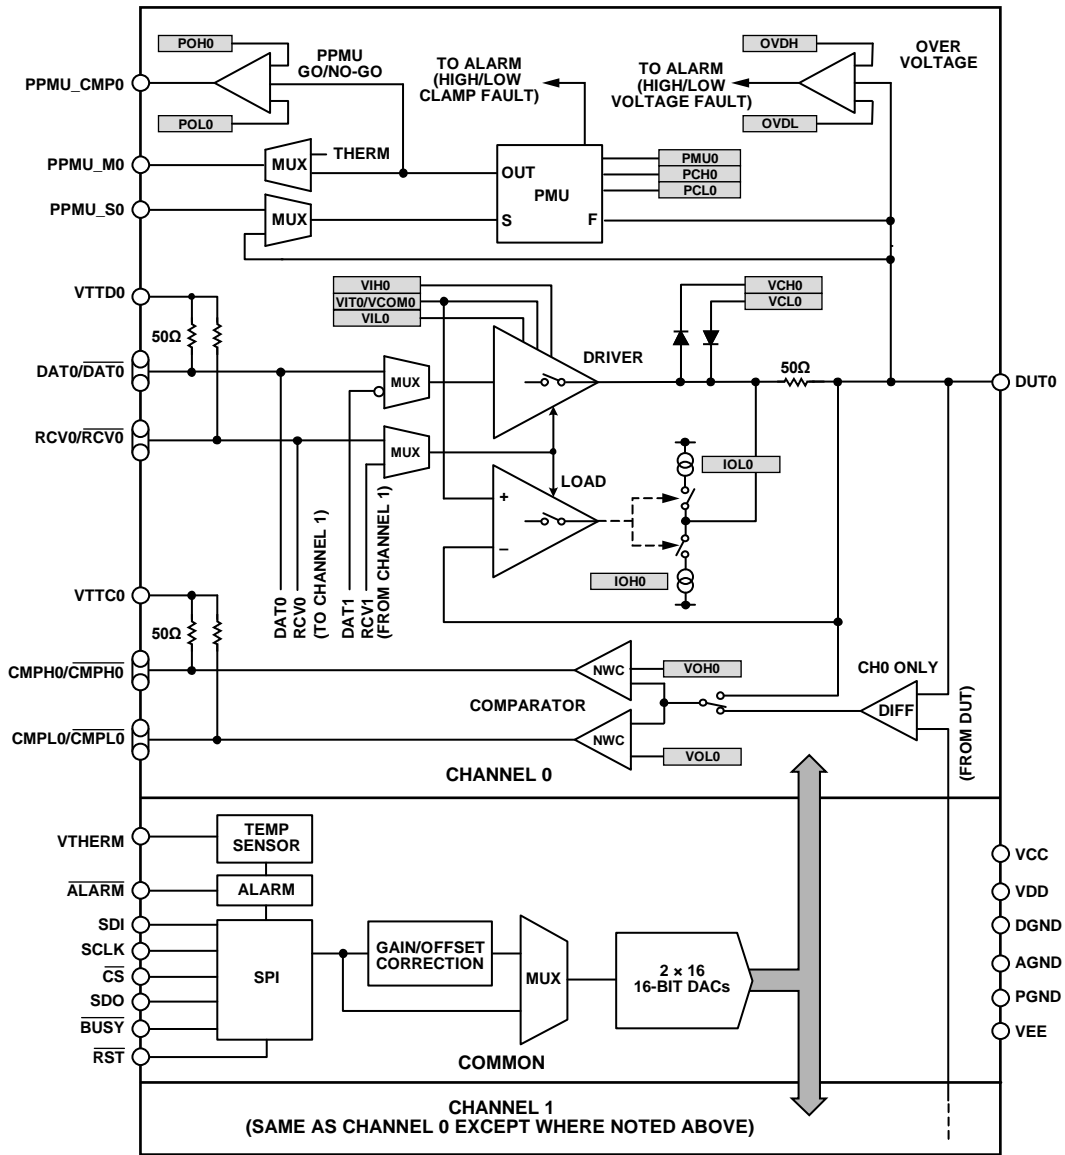 POH0
PPMU_CMP0
PPMU
GO/NO-GO
POL0
TO ALARM
(HIGH/LOW
CLAMP FAULT)
TO ALARM
(HIGH/LOW
VOLTAGE FAULT)
OVDH
OVDL
OVER
VOLTAGE
PPMU_M0
MUX
THERM
PPMU_S0
MUX
OUT
PMU
S
F
PMU0
PCH0
PCL0
VTTD0
50Ω
VIH0
VIT0/VCOM0
VIL0
VCH0
VCL0
DAT0/DAT0
MUX
DRIVER
50Ω
DUT0
RCV0/RCV0
MUX
LOAD
+
–
IOL0
IOH0
DAT0
RCV0
(TO CHANNEL 1)
DAT1
RCV1
(FROM CHANNEL 1)
VTTC0
50Ω
CMPH0/CMPH0
NWC
VOH0
CH0 ONLY
COMPARATOR
DIFF
(FROM DUT)
CMPL0/CMPL0
NWC
VOL0
CHANNEL 0
VTHERM
TEMP
SENSOR
ALARM
ALARM
SDI
SCLK
CS
SDO
BUSY
RST
SPI
GAIN/OFFSET
CORRECTION
MUX
2 × 16
16-BIT DACs
VCC
VDD
DGND
AGND
PGND
VEE
COMMON
CHANNEL 1
(SAME AS CHANNEL 0 EXCEPT WHERE NOTED ABOVE)